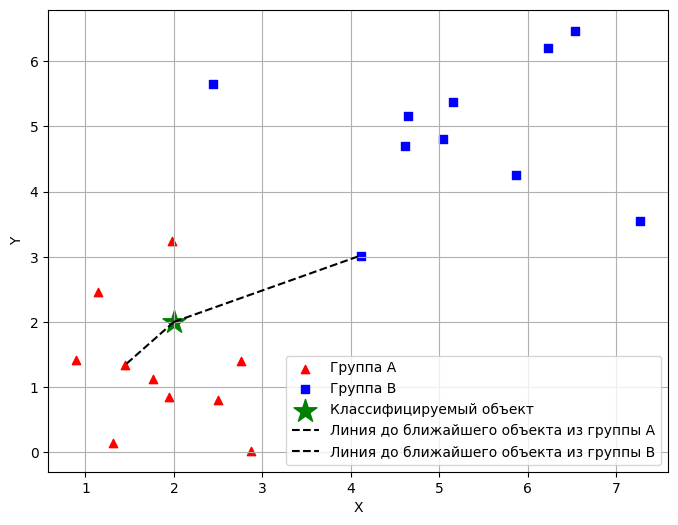 6
5
4
3
2
1
0
Y
Группа A
Группа B
Классифицируемый объект
Линия до ближайшего объекта из группы A
Линия до ближайшего объекта из группы B
1 2 3 4 5 6 7
X